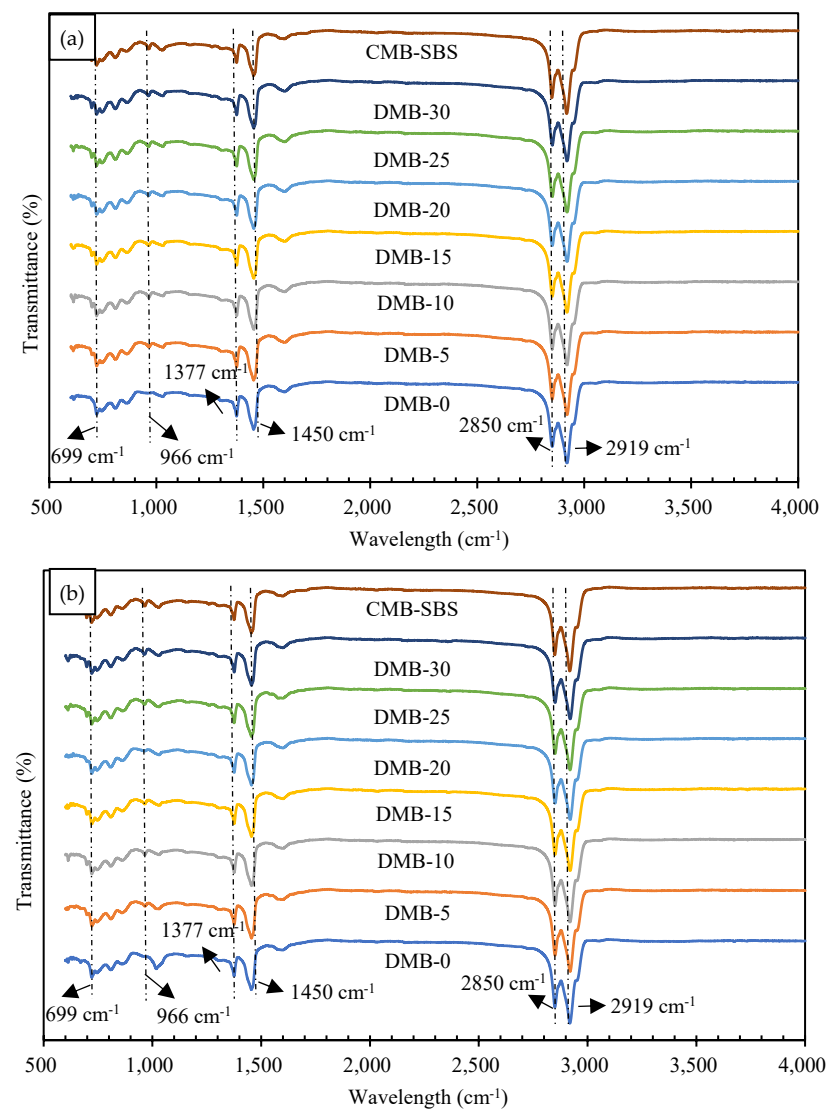 (a)
CMB-SBS
DMB-30
DMB-25
DMB-20
DMB-15
DMB-10
DMB-5
DMB-0
Transmittance (%)
1377 cm-1
1450 cm-1
2850 cm-1
2919 cm-1
699 cm-1
966 cm-1
500 1,000 1,500 2,000 2,500 3,000 3,500 4,000
Wavelength (cm-1)
(b)
CMB-SBS
DMB-30
DMB-25
DMB-20
DMB-15
DMB-10
DMB-5
DMB-0
Transmittance (%)
1377 cm-1
1450 cm-1
2850 cm-1
2919 cm-1
699 cm-1
966 cm-1
500 1,000 1,500 2,000 2,500 3,000 3,500 4,000
Wavelength (cm-1)